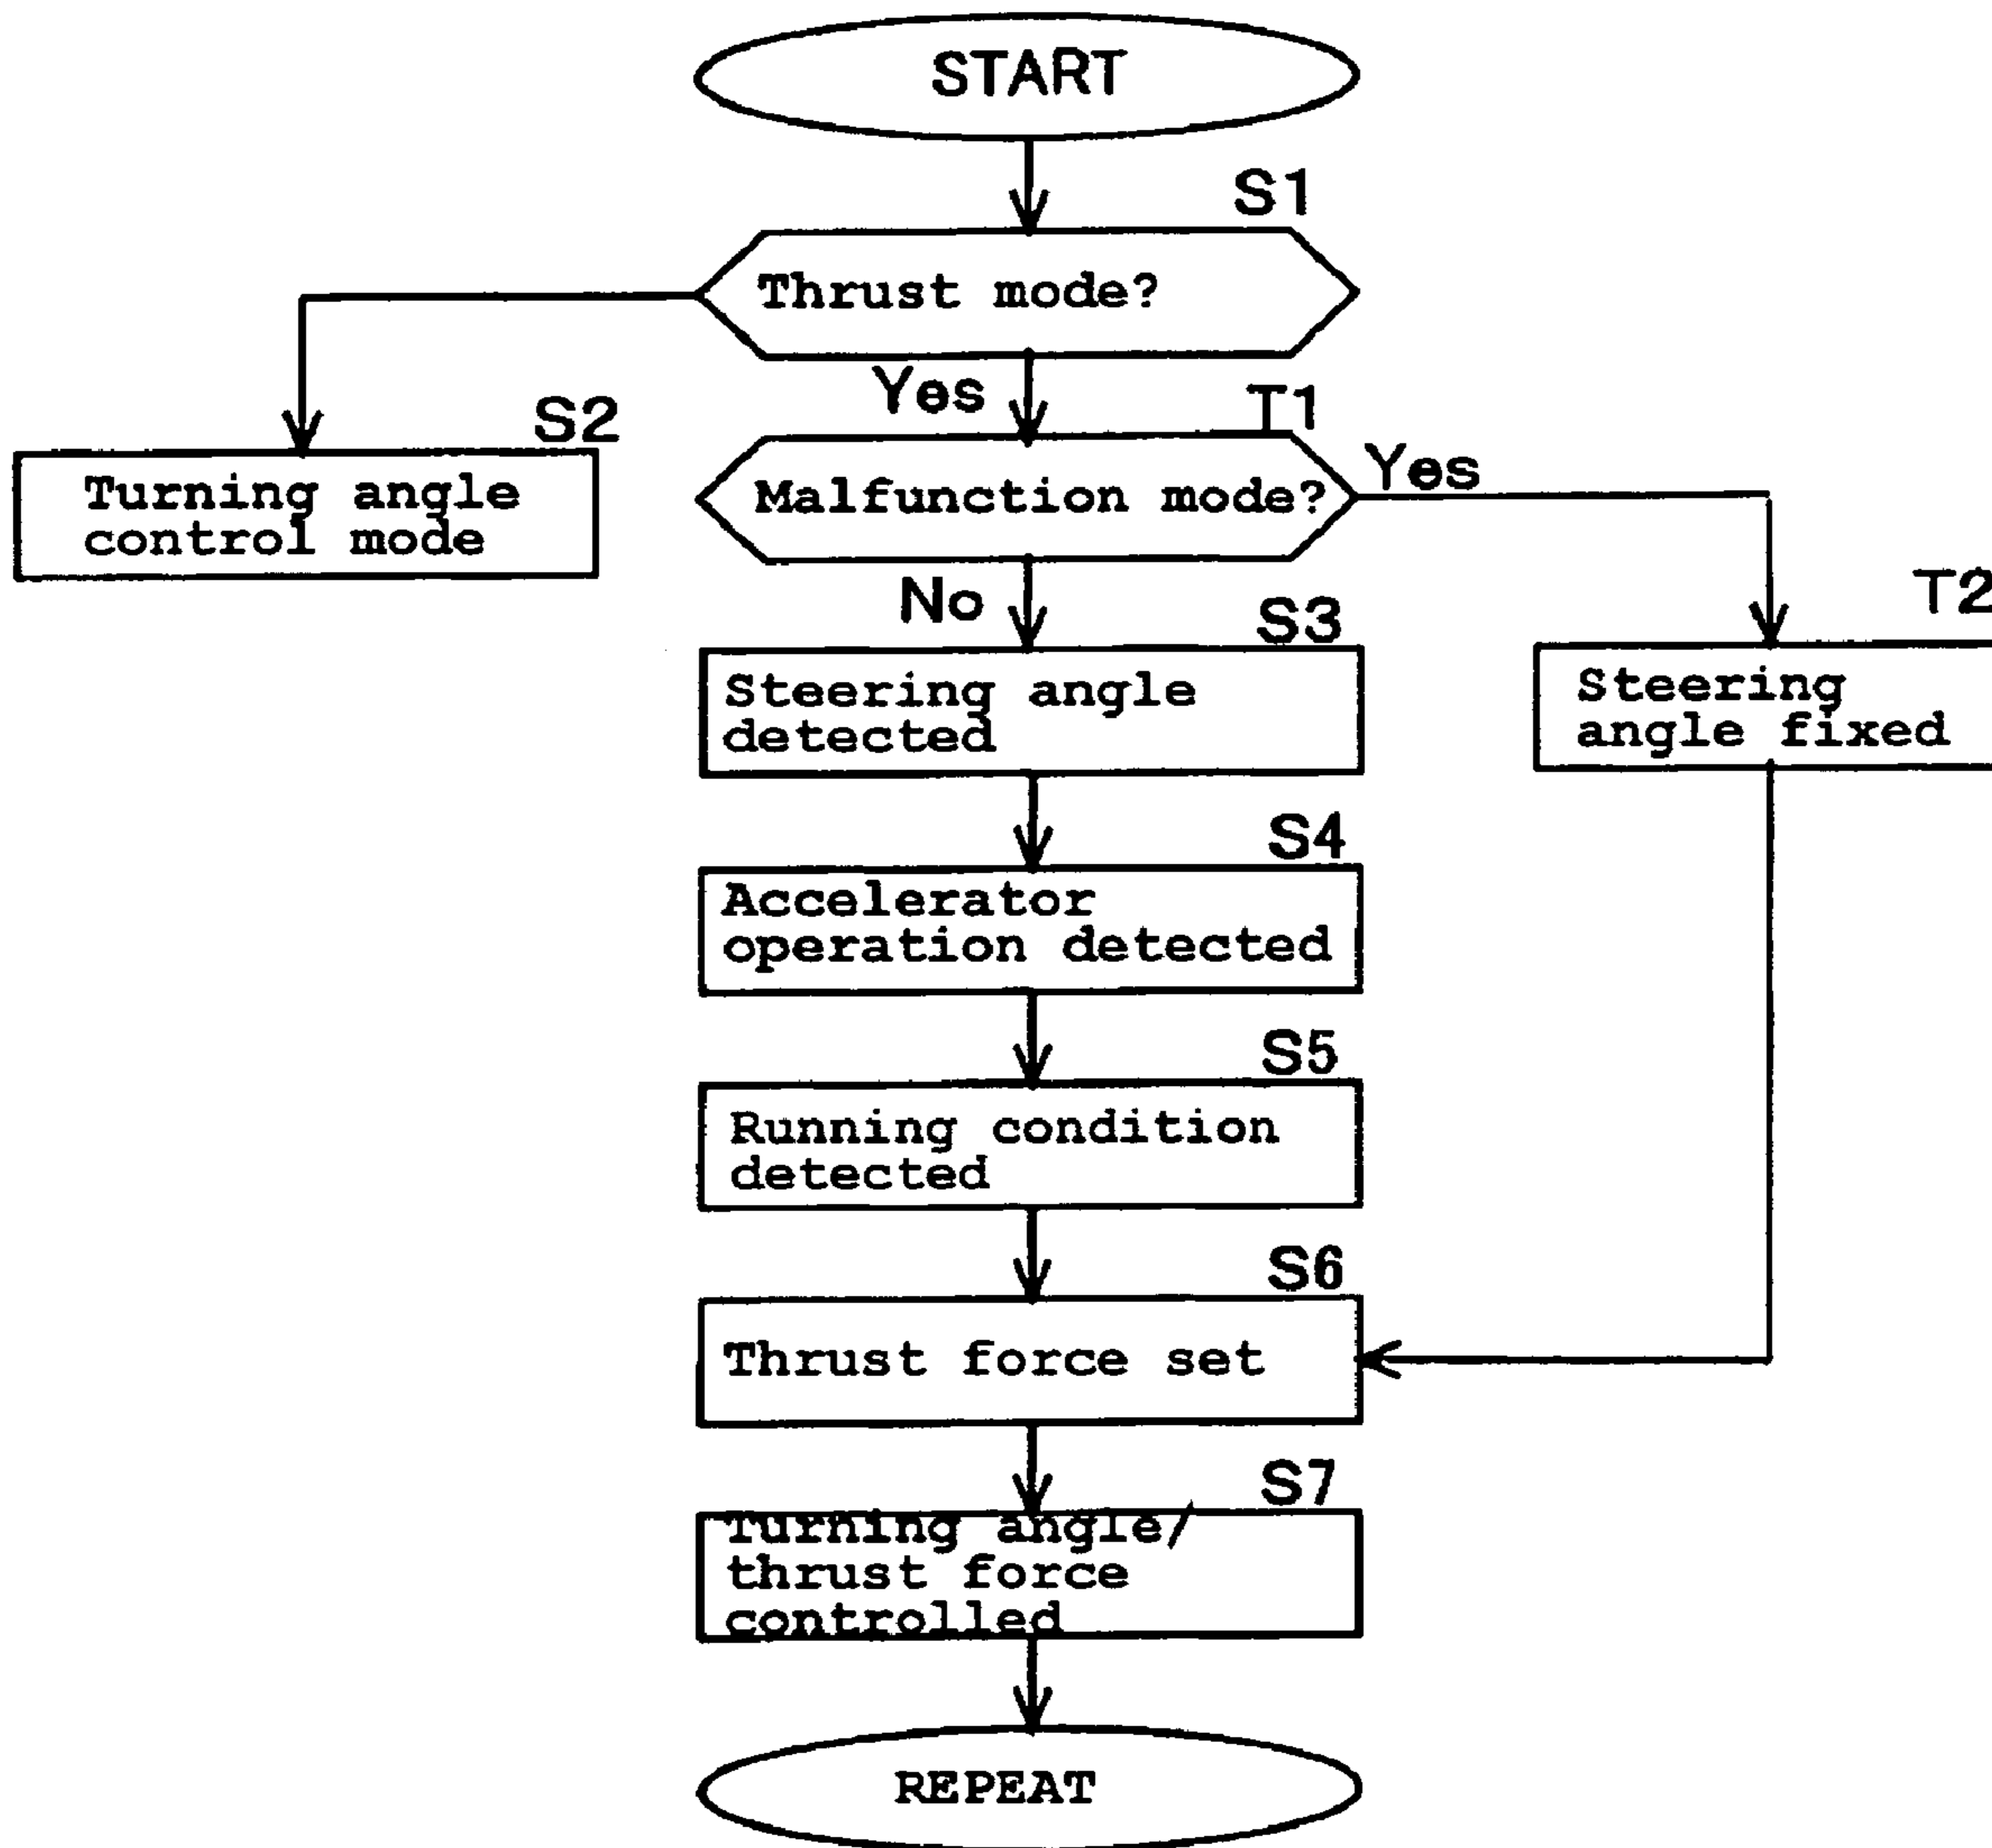 START
S1
Thrust mode?
Yes
T1
S2
Turning angle
control mode
Malfunction mode?
Yes
No
S3
T2
Steering angle
detected
Steering
angle fixed
S4
Accelerator
operation detected
S5
Running condition
detected
S6
Thrust force set
S7
Turning angle/
thrust force
controlled
REPEAT